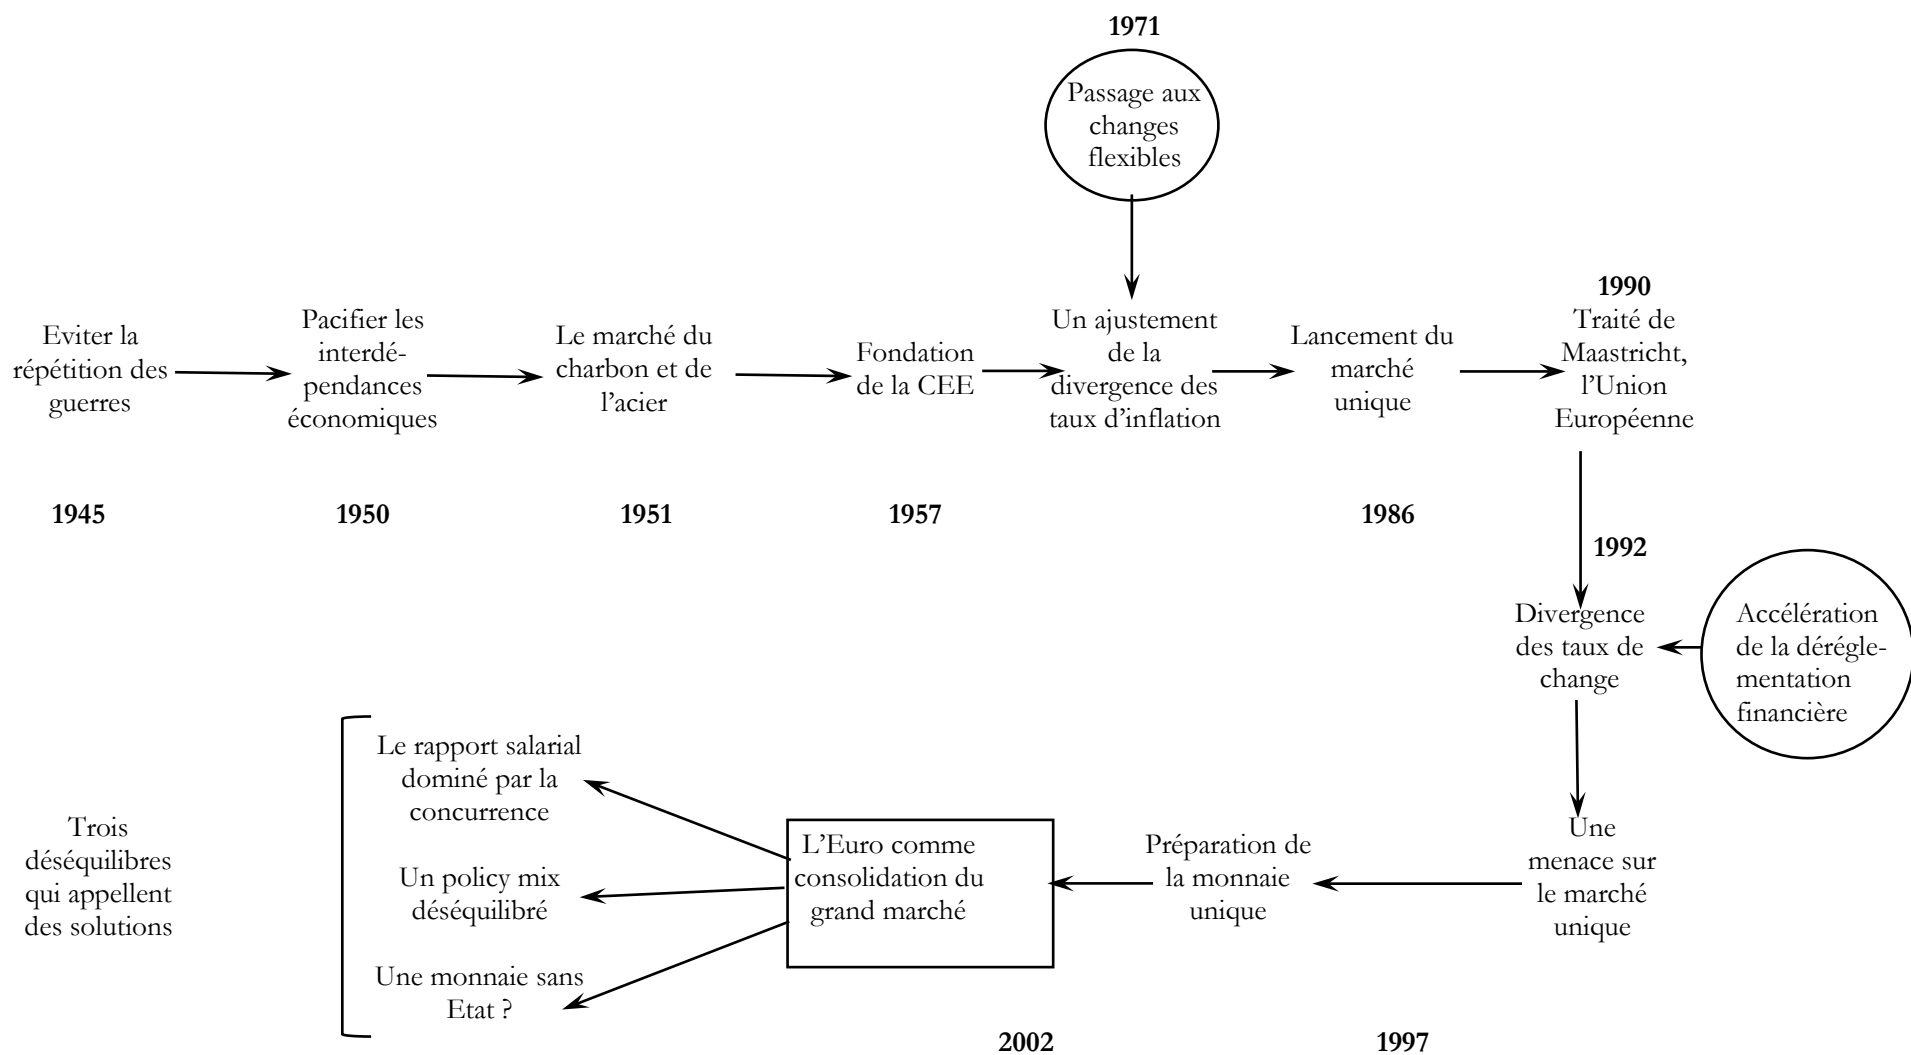 1971
Passage aux
changes
flexibles
Eviter la
répétition des
guerres
Pacifier les
interdé-
pendances
économiques
Le marché du
charbon et de
l’acier
Fondation
de la CEE
Un ajustement
de la
divergence des
taux d’inflation
Lancement du
marché
unique
1990
Traité de
Maastricht,
l’Union
Européenne
1945
1950
1951
1957
1986
1992
Divergence
des taux de
change
Accélération
de la dérégle-
mentation
financière
Trois
déséquilibres
qui appellent
des solutions
Le rapport salarial
dominé par la
concurrence
Un policy mix
déséquilibré
Une monnaie sans
Etat ?
L’Euro comme
consolidation du
grand marché
Préparation de
la monnaie
unique
Une
menace sur
le marché
unique
2002
1997